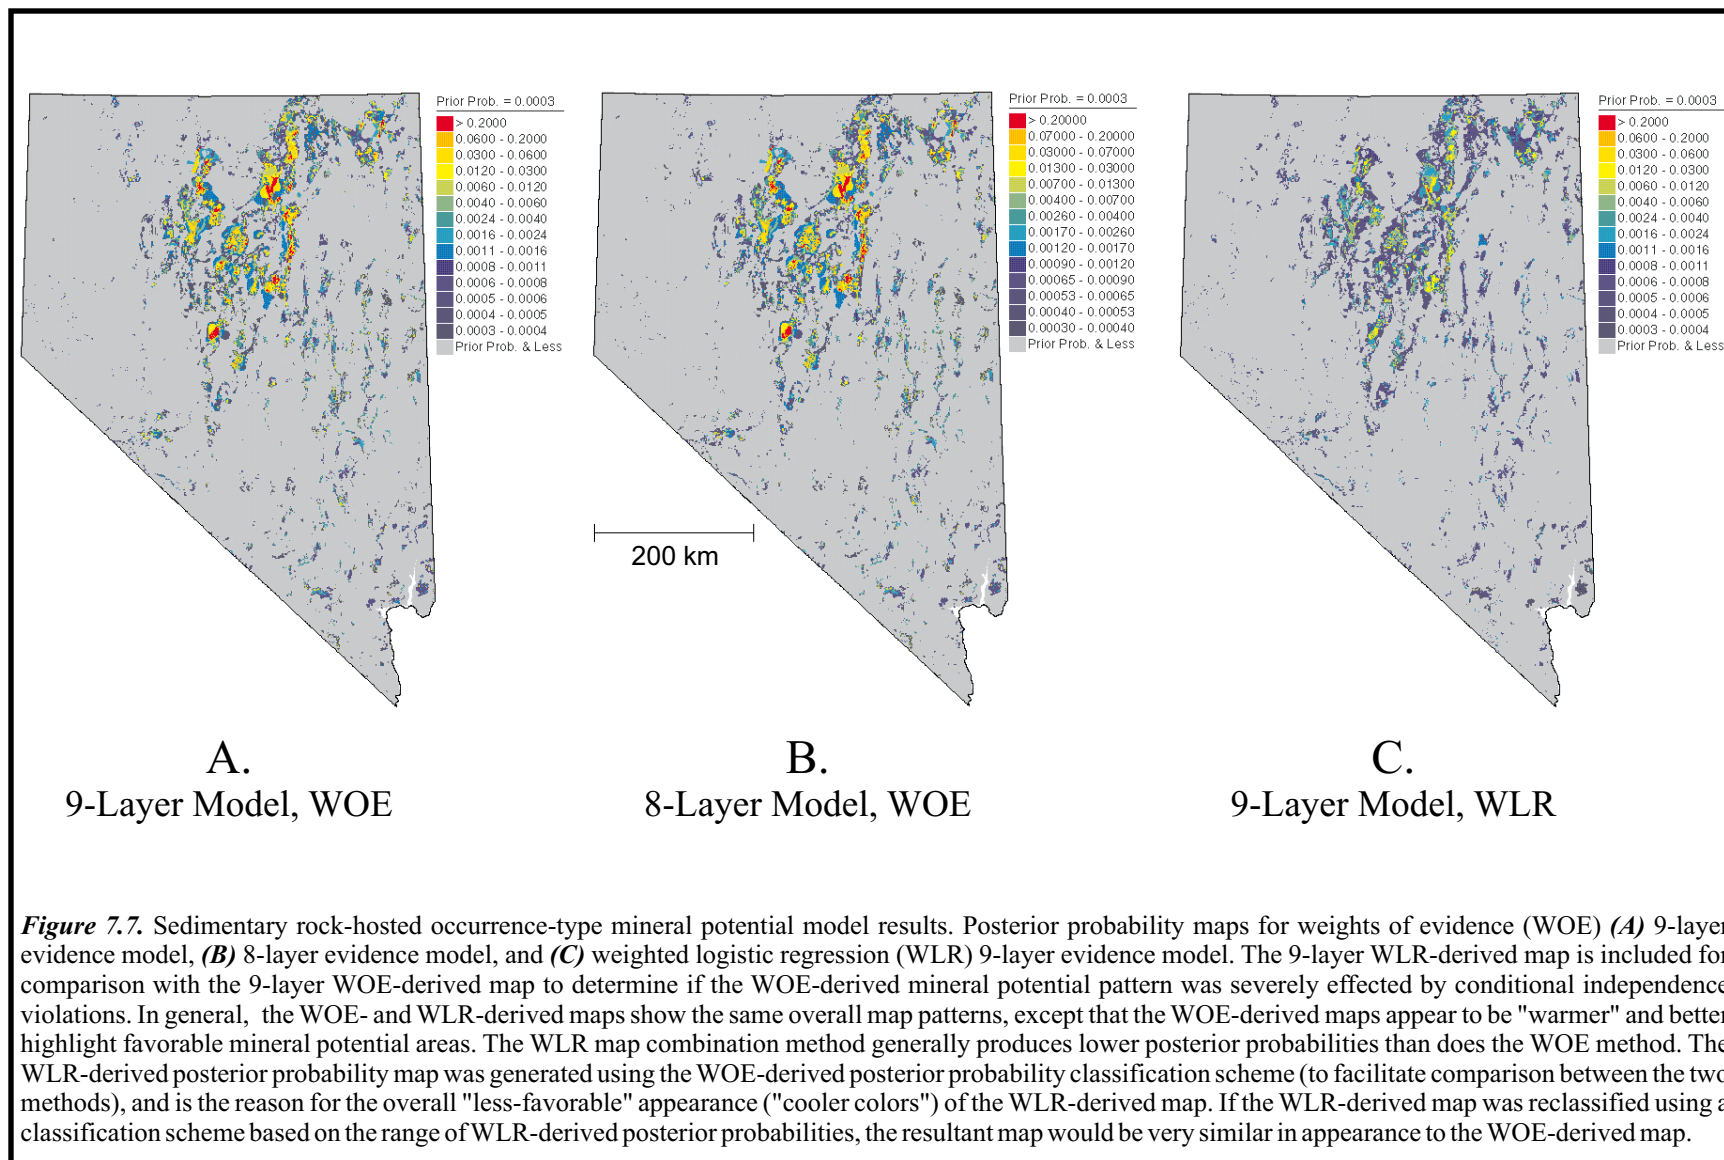 Prior Prob. = 0.0003
> 0.2000
0.0600 - 0.2000
0.0300 - 0.0600
0.0120 - 0.0300
0.0060 - 0.0120
0.0040 - 0.0060
0.0024 - 0.0040
0.0016 - 0.0024
0.0011 - 0.0016
0.0008 - 0.0011
0.0006 - 0.0008
0.0005 - 0.0006
0.0004 - 0.0005
0.0003 - 0.0004
Prior Prob. & Less
Prior Prob. = 0.0003
> 0.20000
0.07000 - 0.20000
0.03000 - 0.07000
0.01300 - 0.03000
0.00700 - 0.01300
0.00400 - 0.00700
0.00260 - 0.00400
0.00170 - 0.00260
0.00120 - 0.00170
0.00090 - 0.00120
0.00065 - 0.00090
0.00053 - 0.00065
0.00040 - 0.00053
0.00030 - 0.00040
Prior Prob. & Less
Prior Prob. = 0.0003
> 0.2000
0.0600 - 0.2000
0.0300 - 0.0600
0.0120 - 0.0300
0.0060 - 0.0120
0.0040 - 0.0060
0.0024 - 0.0040
0.0016 - 0.0024
0.0011 - 0.0016
0.0008 - 0.0011
0.0006 - 0.0008
0.0005 - 0.0006
0.0004 - 0.0005
0.0003 - 0.0004
Prior Prob. & Less
200 km
A.
9-Layer Model, WOE
B.
8-Layer Model, WOE
C.
9-Layer Model, WLR
Figure 7.7. Sedimentary rock-hosted occurrence-type mineral potential model results. Posterior probability maps for weights of evidence (WOE) (A) 9-layer
evidence model, (B) 8-layer evidence model, and (C) weighted logistic regression (WLR) 9-layer evidence model. The 9-layer WLR-derived map is included for
comparison with the 9-layer WOE-derived map to determine if the WOE-derived mineral potential pattern was severely effected by conditional independence
violations. In general, the WOE- and WLR-derived maps show the same overall map patterns, except that the WOE-derived maps appear to be "warmer" and better
highlight favorable mineral potential areas. The WLR map combination method generally produces lower posterior probabilities than does the WOE method. The
WLR-derived posterior probability map was generated using the WOE-derived posterior probability classification scheme (to facilitate comparison between the two
methods), and is the reason for the overall "less-favorable" appearance ("cooler colors") of the WLR-derived map. If the WLR-derived map was reclassified using a
classification scheme based on the range of WLR-derived posterior probabilities, the resultant map would be very similar in appearance to the WOE-derived map.